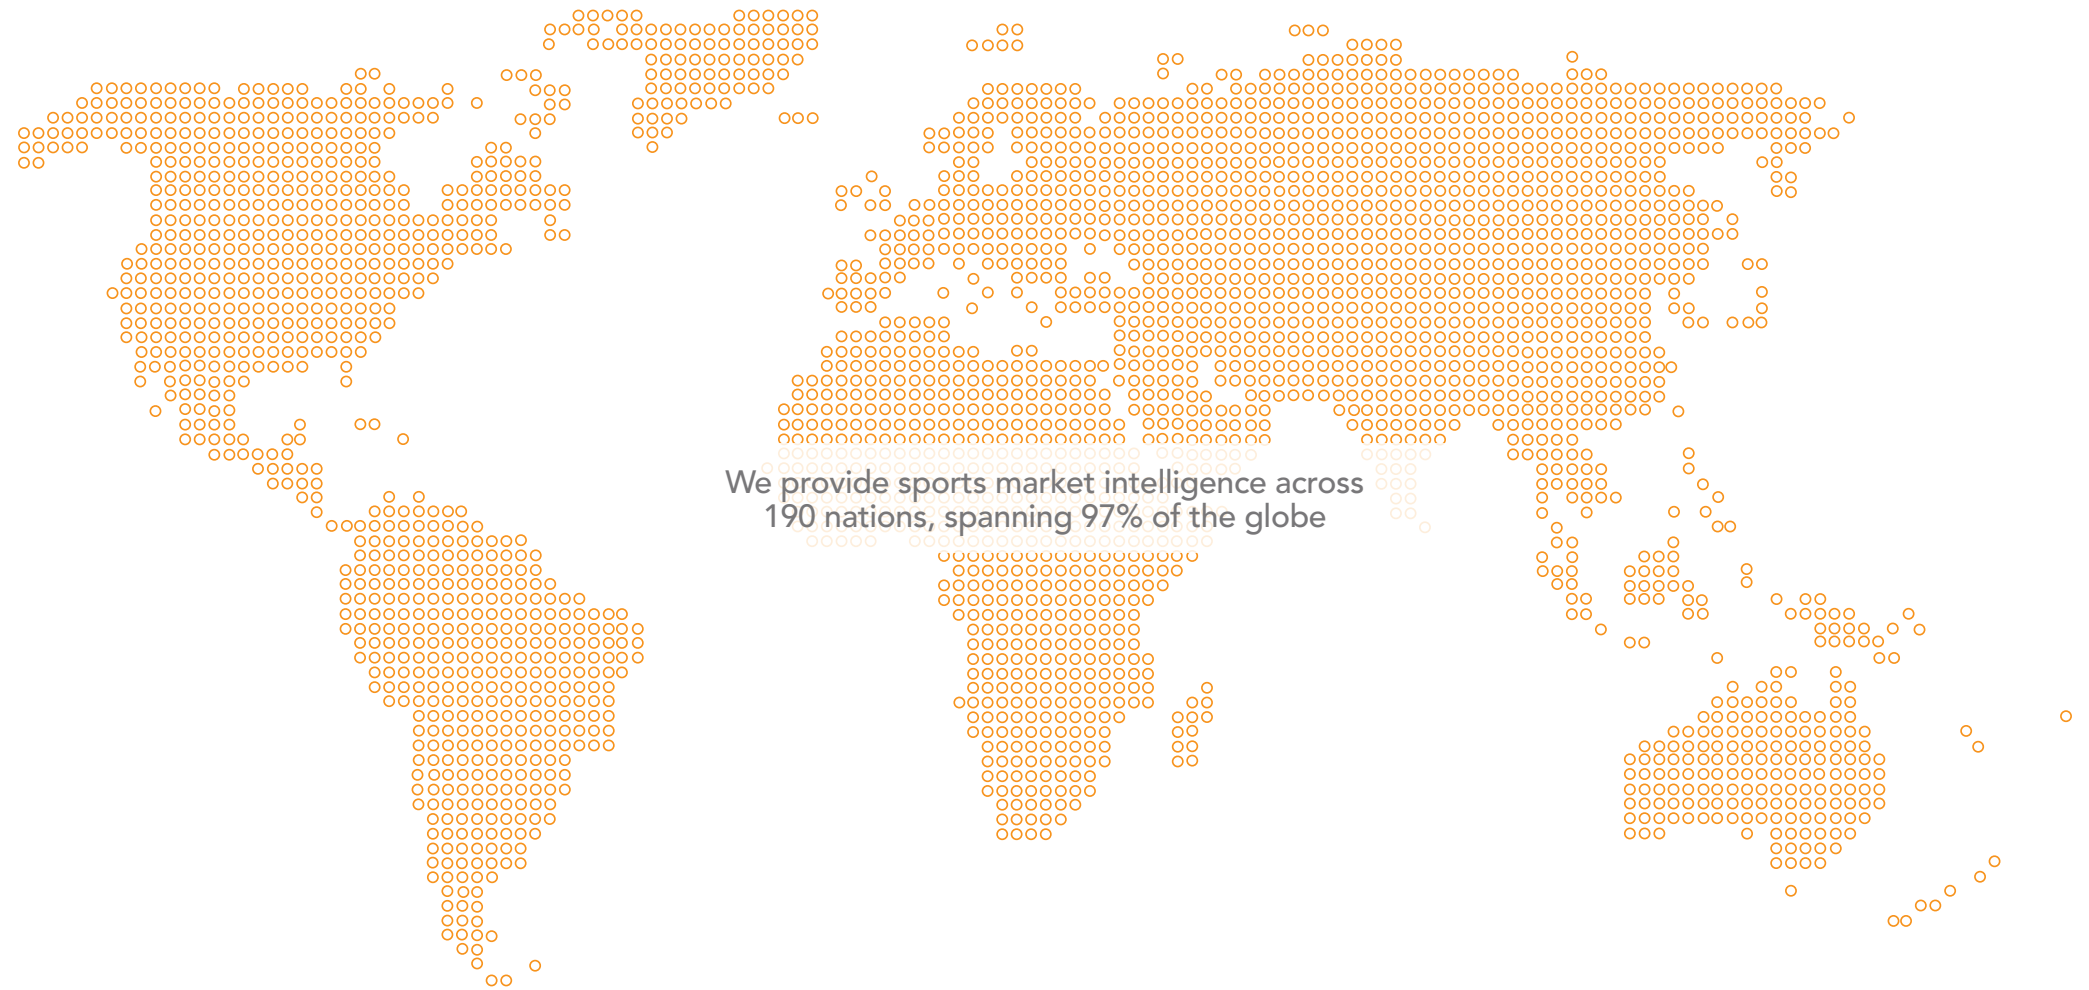 We provide sports market intelligence across
190 nations, spanning 97% of the globe